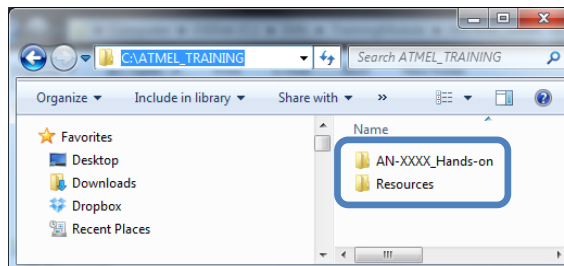 C:\ATMEL_TRAINING
Search ATMEL_TRAINING
Organize
Include in library
Share with
»
Favorites
Desktop
Downloads
Dropbox
Recent Places
Name
AN-XXXX_Hands-on
Resources